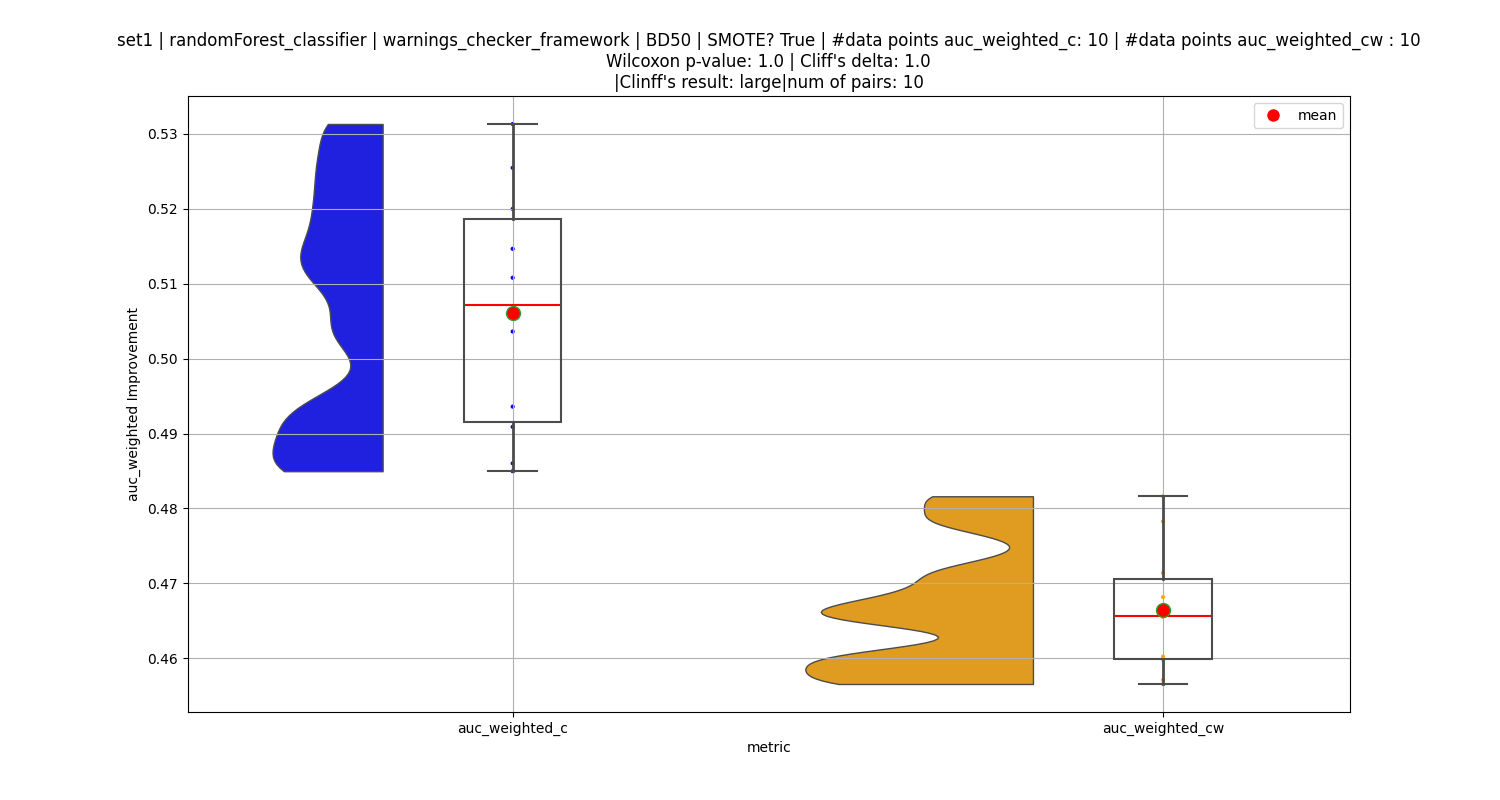 set1 | randomForest_classifier | warnings_checker_framework | BD50 | SMOTE? True | #data points auc_weighted_c: 10 | #data points auc_weighted_cw : 10
Wilcoxon p-value: 1.0 | Cliff's delta: 1.0
|Clinff's result: large|num of pairs: 10
mean
auc_weighted Improvement
0.53
0.52
0.51
0.50
0.49
0.48
0.47
0.46
auc_weighted_c
auc_weighted_cw
metric